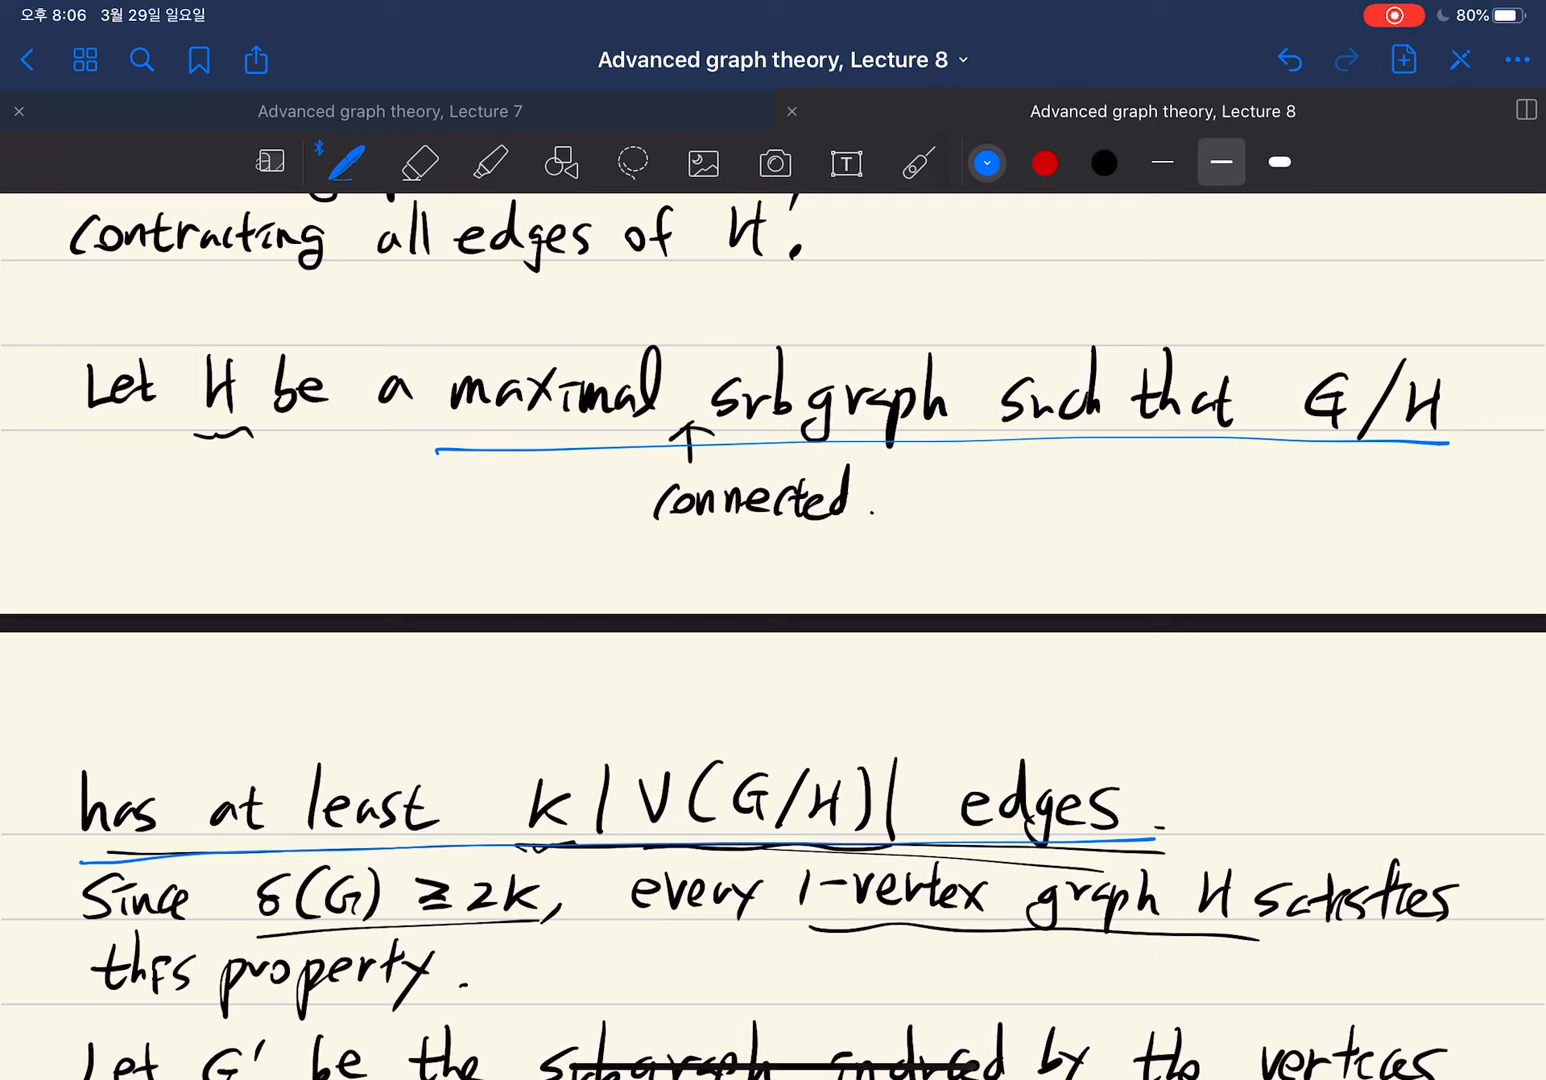 오후 8:06 3월 29일 일요일
80%
Advanced graph theory, Lecture 8
Advanced graph theory, Lecture 7
Advanced graph theory, Lecture 8
T
contracting all edges of H.
Let H be a maximal subgraph such that G/H
connected.
has at least k|V(G/H)| edges.
Since δ(G) ≥ 2k, every 1-vertex graph H satisfies
this property.
Let G' be the subgraph induced by the vertices